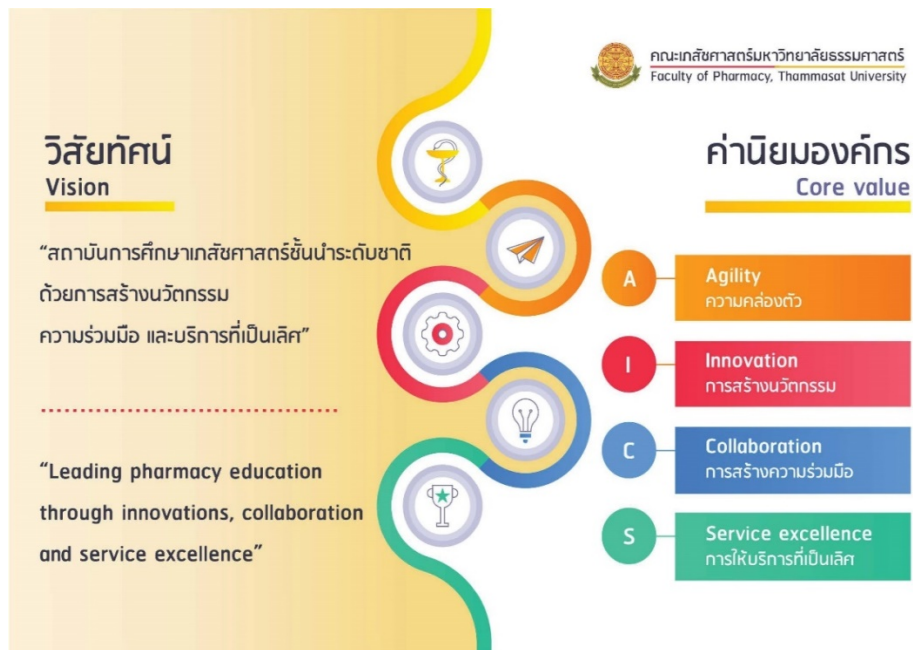 คณะเภสัชศาสตร์มหาวิทยาลัยธรรมศาสตร์
Faculty of Pharmacy, Thammasat University
วิสัยทัศน์
Vision
“สถาบันการศึกษาเภสัชศาสตร์ชั้นนำระดับชาติ
ด้วยการสร้างนวัตกรรม
ความร่วมมือ และบริการที่เป็นเลิศ”
“Leading pharmacy education
through innovations, collaboration
and service excellence”
ค่านิยมองค์กร
Core value
A
Agility
ความคล่องตัว
I
Innovation
การสร้างนวัตกรรม
C
Collaboration
การสร้างความร่วมมือ
S
Service excellence
การให้บริการที่เป็นเลิศ